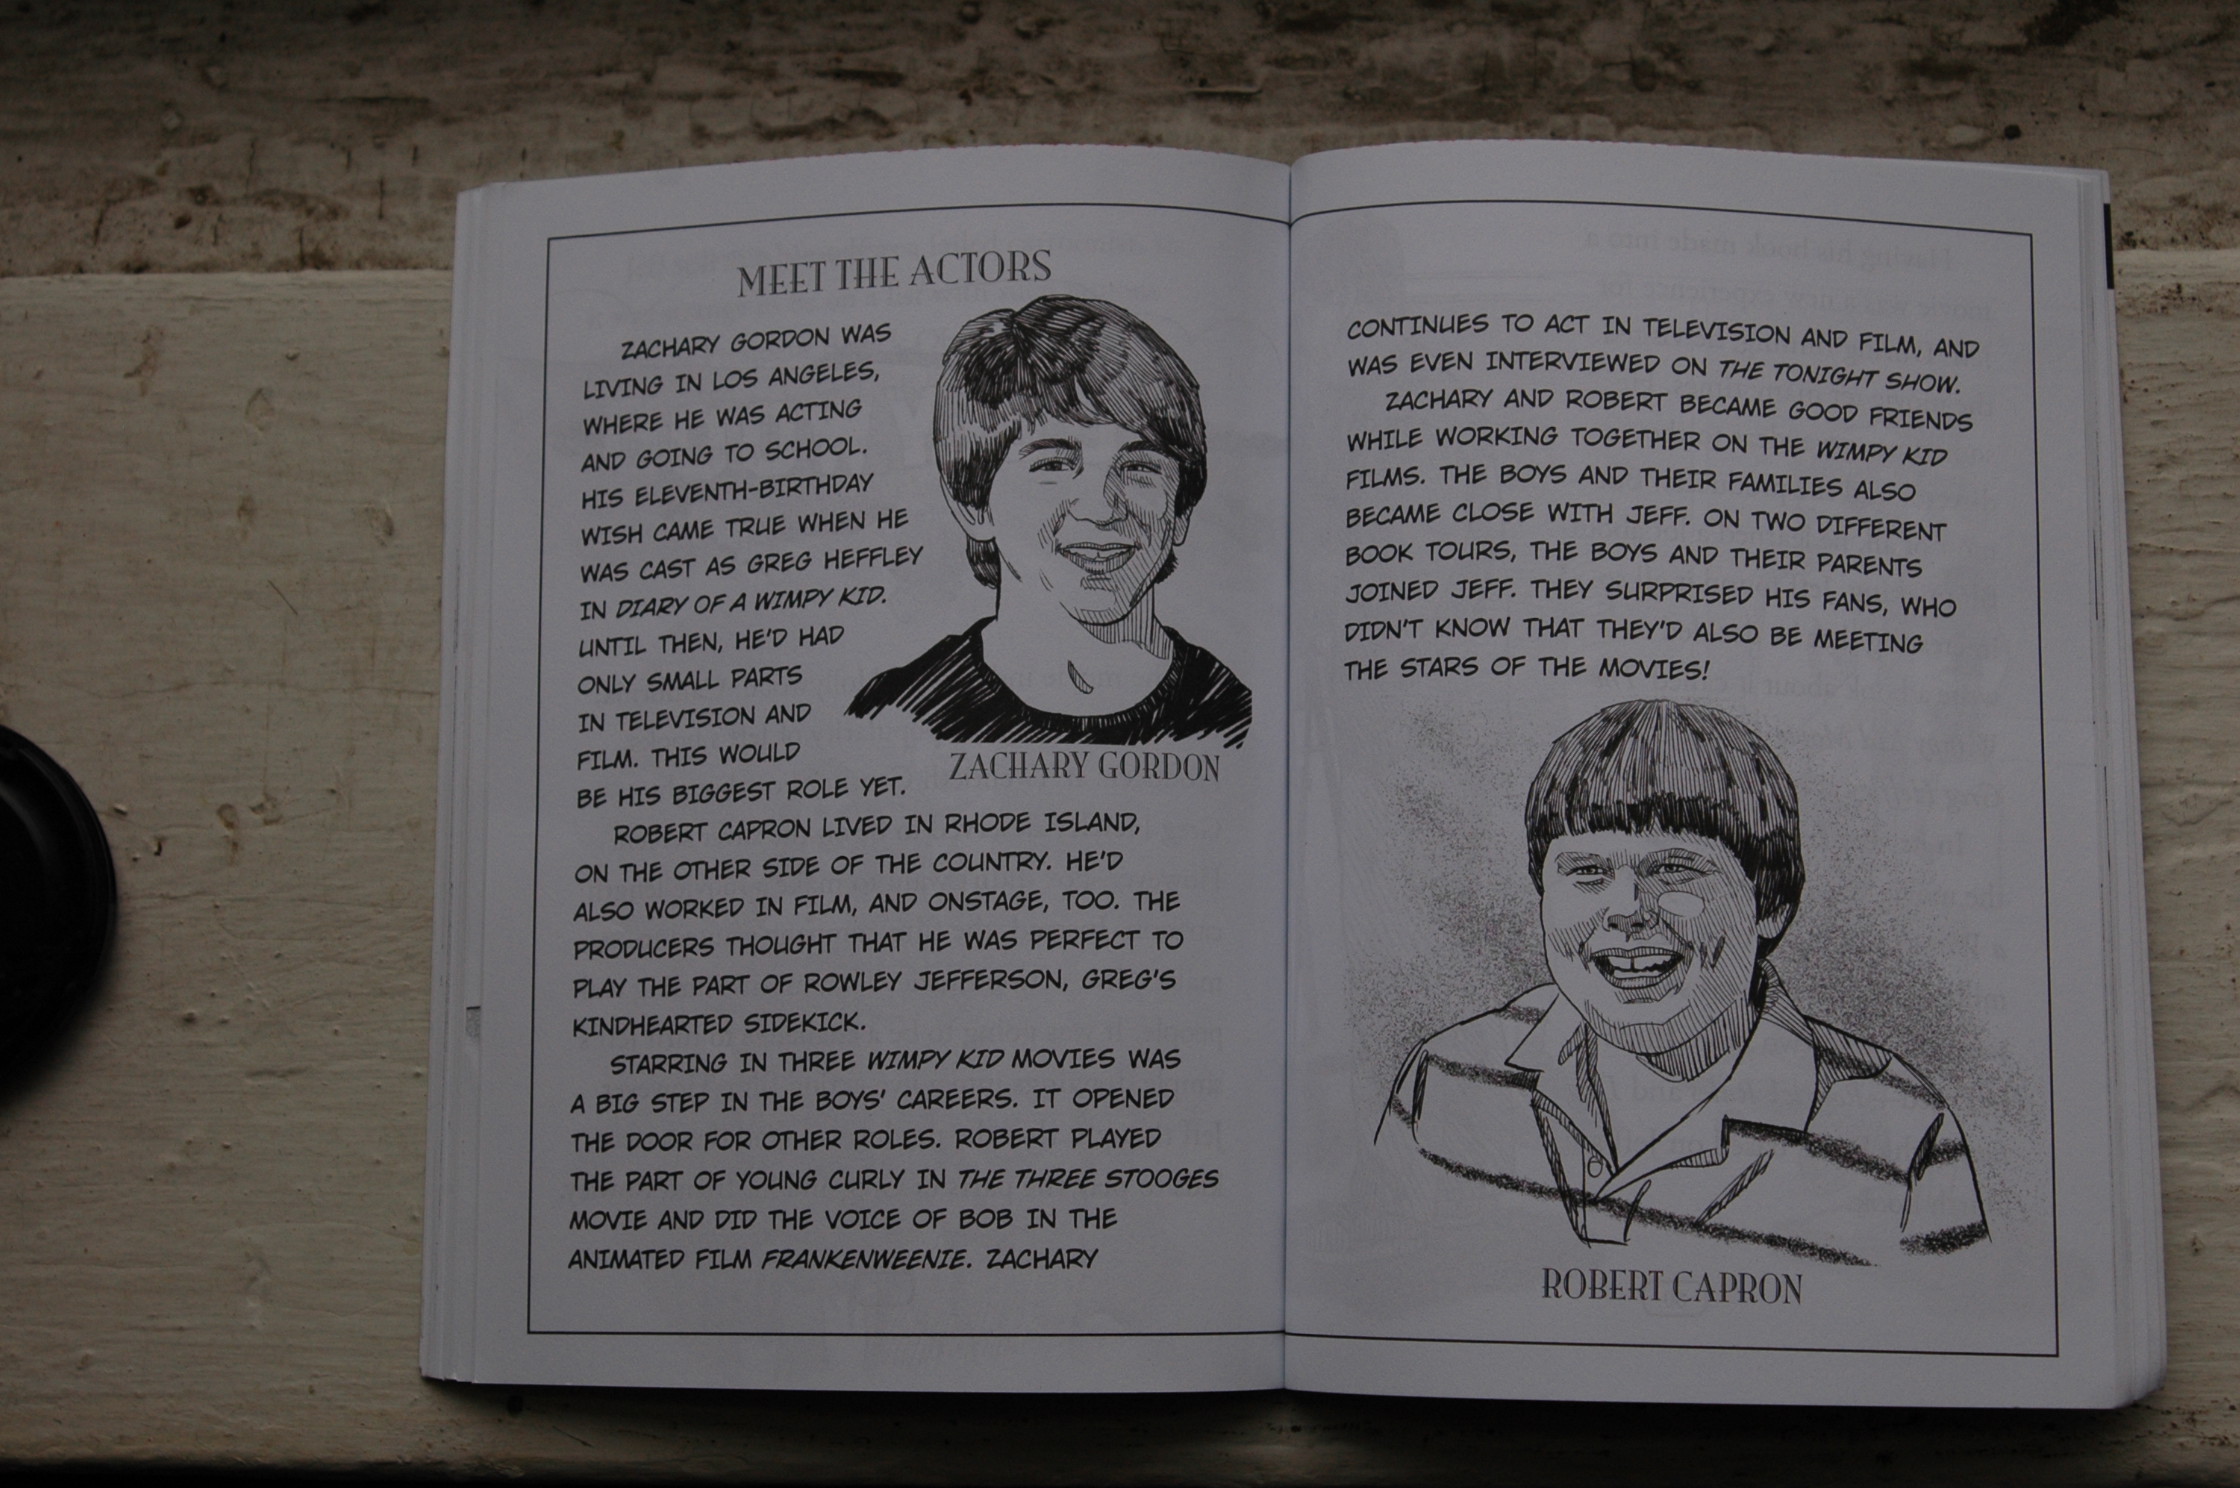 MEET THE ACTORS
ZACHARY GORDON WAS
LIVING IN LOS ANGELES,
WHERE HE WAS ACTING
AND GOING TO SCHOOL.
HIS ELEVENTH-BIRTHDAY
WISH CAME TRUE WHEN HE
WAS CAST AS GREG HEFFLEY
IN DIARY OF A WIMPY KID.
UNTIL THEN, HE'D HAD
ONLY SMALL PARTS
IN TELEVISION AND
FILM. THIS WOULD
BE HIS BIGGEST ROLE YET.
ZACHARY GORDON
ROBERT CAPRON LIVED IN RHODE ISLAND,
ON THE OTHER SIDE OF THE COUNTRY. HE'D
ALSO WORKED IN FILM, AND ONSTAGE, TOO. THE
PRODUCERS THOUGHT THAT HE WAS PERFECT TO
PLAY THE PART OF ROWLEY JEFFERSON, GREG'S
KINDHEARTED SIDEKICK.
STARRING IN THREE WIMPY KID MOVIES WAS
A BIG STEP IN THE BOYS' CAREERS. IT OPENED
THE DOOR FOR OTHER ROLES. ROBERT PLAYED
THE PART OF YOUNG CURLY IN THE THREE STOOGES
MOVIE AND DID THE VOICE OF BOB IN THE
ANIMATED FILM FRANKENWEENIE. ZACHARY
CONTINUES TO ACT IN TELEVISION AND FILM, AND
WAS EVEN INTERVIEWED ON THE TONIGHT SHOW.
ZACHARY AND ROBERT BECAME GOOD FRIENDS
WHILE WORKING TOGETHER ON THE WIMPY KID
FILMS. THE BOYS AND THEIR FAMILIES ALSO
BECAME CLOSE WITH JEFF. ON TWO DIFFERENT
BOOK TOURS, THE BOYS AND THEIR PARENTS
JOINED JEFF. THEY SURPRISED HIS FANS, WHO
DIDN'T KNOW THAT THEY'D ALSO BE MEETING
THE STARS OF THE MOVIES!
ROBERT CAPRON